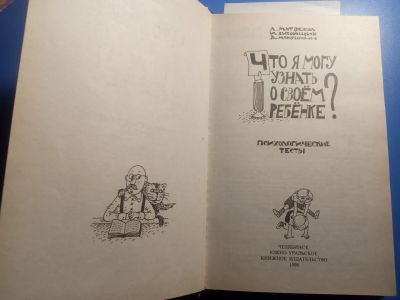 Что я могу
узнать
о своём
ребёнке?
психологические
тесты
ЧЕЛЯБИНСК
ЮЖНО-УРАЛЬСКОЕ
КНИЖНОЕ ИЗДАТЕЛЬСТВО